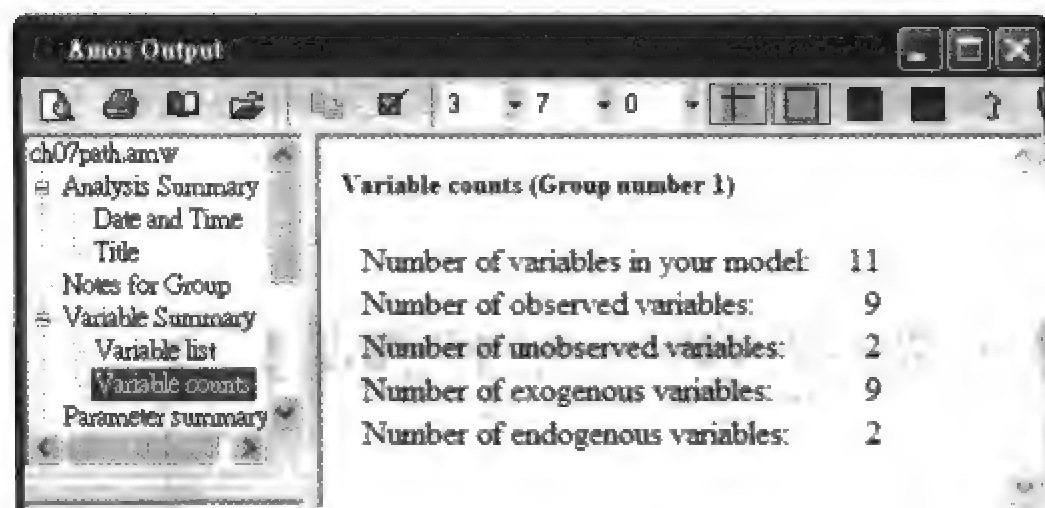 Amos Output
3 7 0
ch07path.amw
Analysis Summary
Date and Time
Title
Notes for Group
Variable Summary
Variable list
Variable counts
Parameter summary
Variable counts (Group number 1)
Number of variables in your model: 11
Number of observed variables: 9
Number of unobserved variables: 2
Number of exogenous variables: 9
Number of endogenous variables: 2